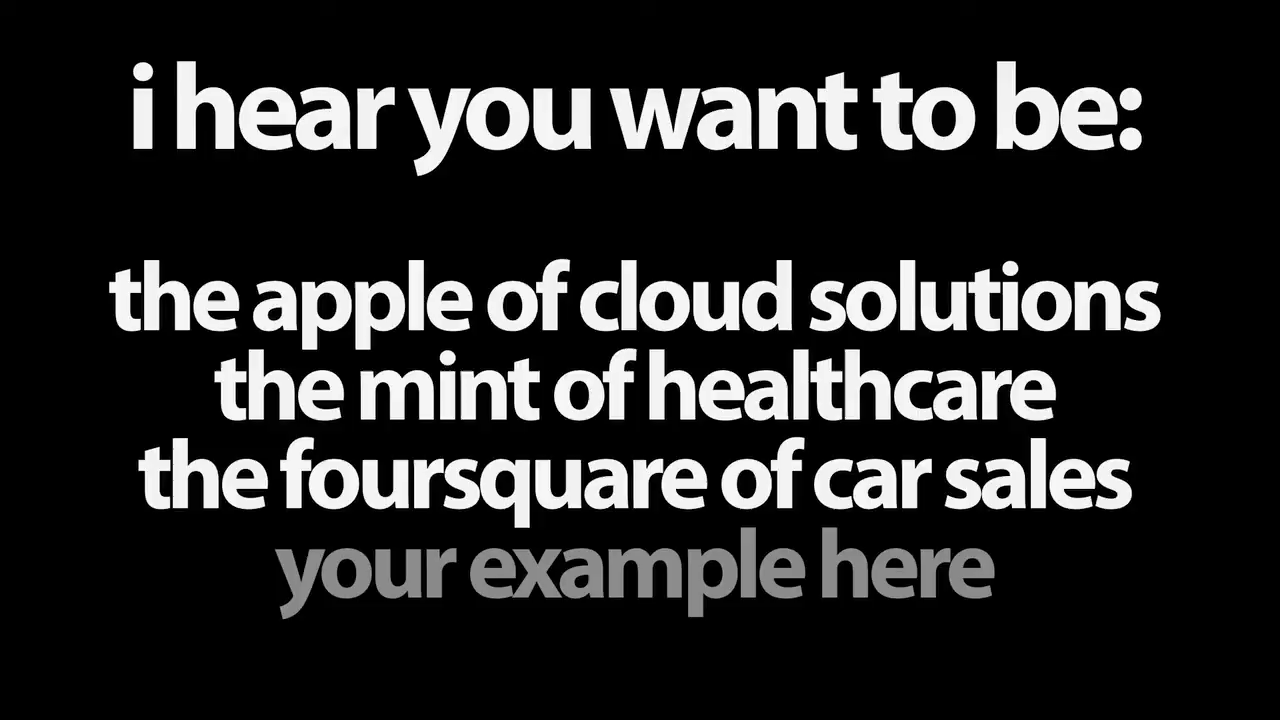 i hear you want to be:
the apple of cloud solutions
the mint of healthcare
the foursquare of car sales
your example here